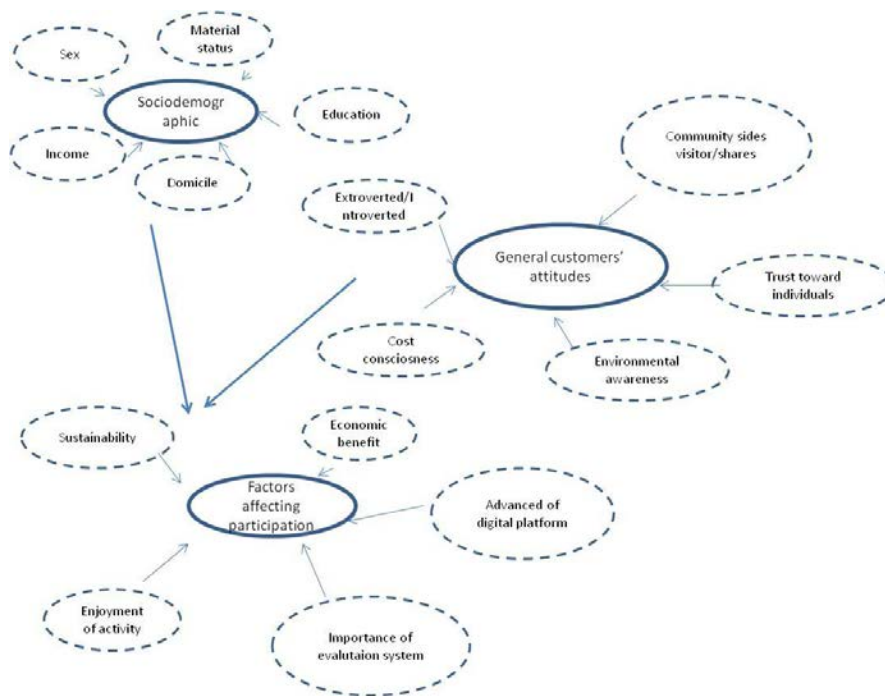 Material
status
Sex
Sociodemogr
aphic
Education
Income
Domicile
Community sides
visitor/shares
Extroverted/I
ntroverted
General customers'
attitudes
Trust toward
individuals
Cost
consciosness
Environmental
awareness
Sustainability
Economic
benefit
Factors
affecting
participation
Advanced of
digital platform
Enjoyment
of activity
Importance of
evalutaion system